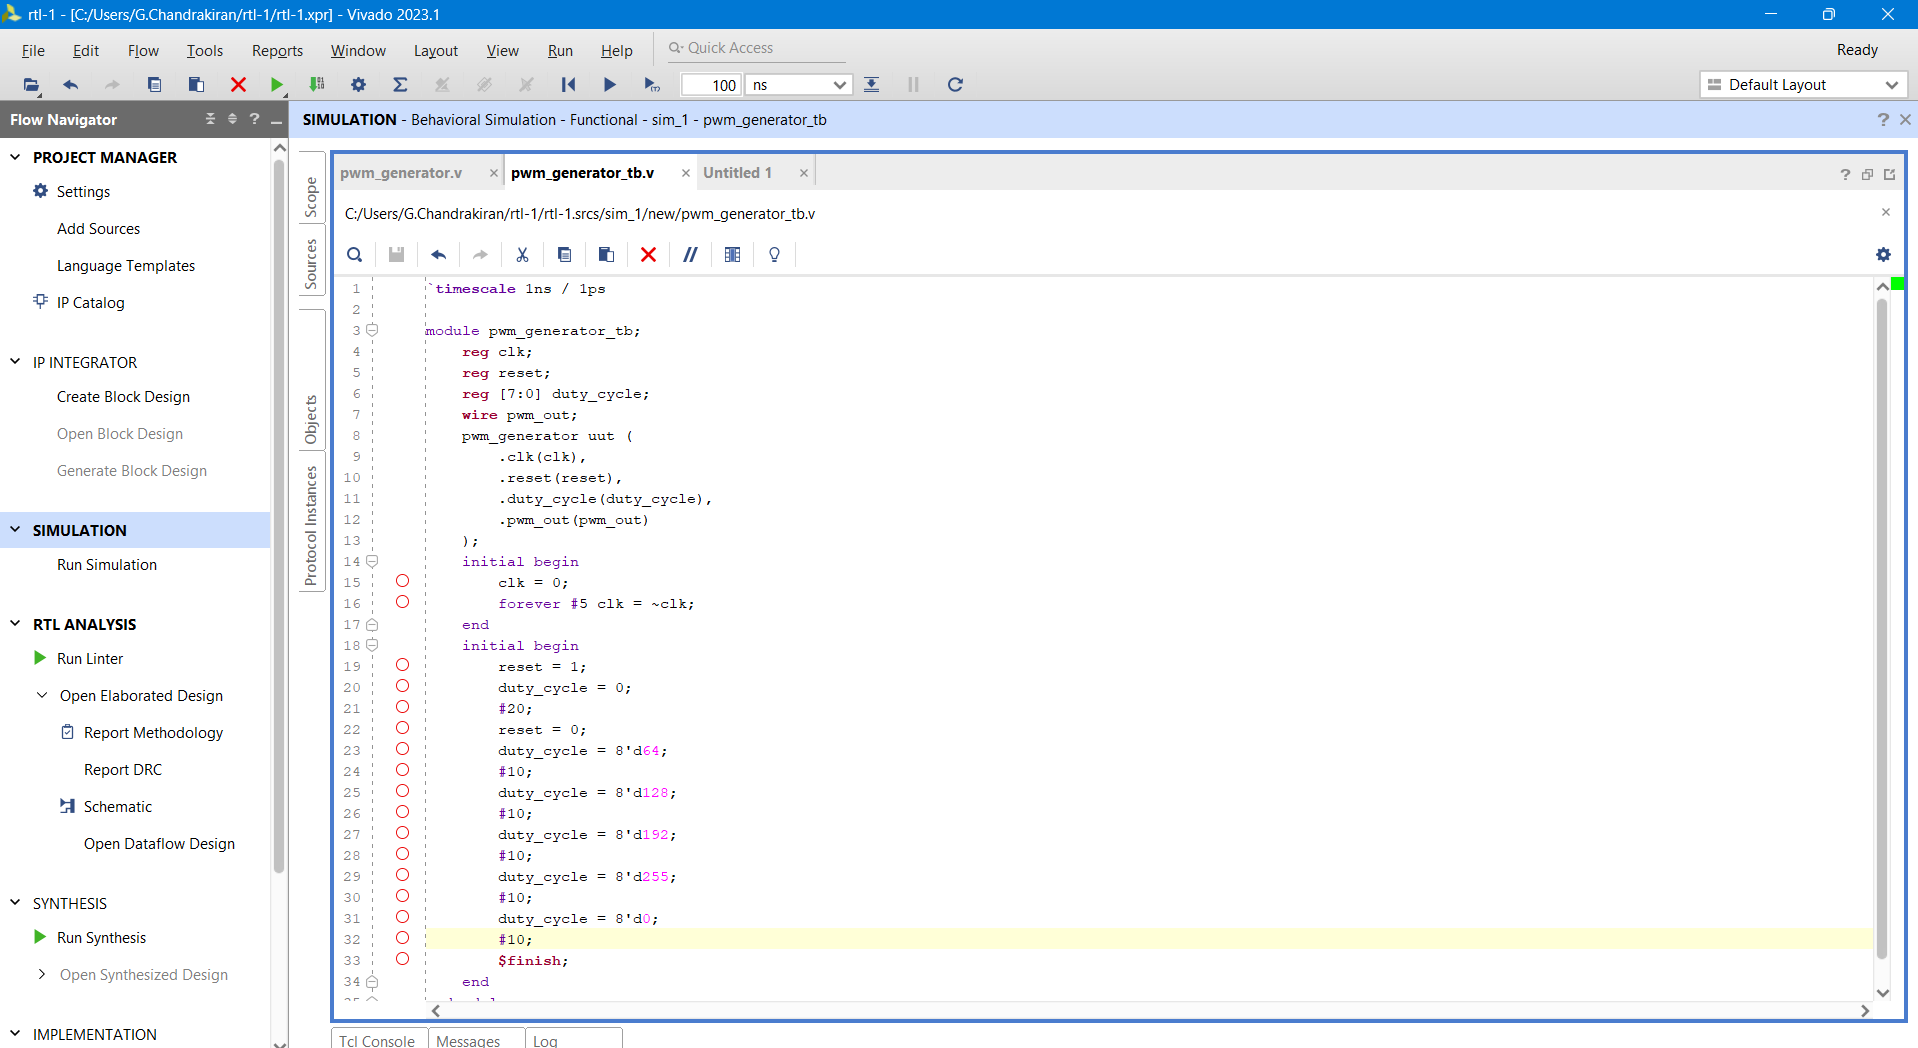 rtl-1 - [C:/Users/G.Chandrakiran/rtl-1/rtl-1.xpr] - Vivado 2023.1
File Edit Flow Tools Reports Window Layout View Run Help Quick Access Ready
100 ns Default Layout
Flow Navigator
SIMULATION - Behavioral Simulation - Functional - sim_1 - pwm_generator_tb
PROJECT MANAGER
Settings
Add Sources
Language Templates
IP Catalog
IP INTEGRATOR
Create Block Design
Open Block Design
Generate Block Design
SIMULATION
Run Simulation
RTL ANALYSIS
Run Linter
Open Elaborated Design
Report Methodology
Report DRC
Schematic
Open Dataflow Design
SYNTHESIS
Run Synthesis
Open Synthesized Design
IMPLEMENTATION
Scope
Sources
Objects
Protocol Instances
pwm_generator.v pwm_generator_tb.v Untitled 1
C:/Users/G.Chandrakiran/rtl-1/rtl-1.srcs/sim_1/new/pwm_generator_tb.v
1 `timescale 1ns / 1ps
2
3 module pwm_generator_tb;
4 reg clk;
5 reg reset;
6 reg [7:0] duty_cycle;
7 wire pwm_out;
8 pwm_generator uut (
9 .clk(clk),
10 .reset(reset),
11 .duty_cycle(duty_cycle),
12 .pwm_out(pwm_out)
13 );
14 initial begin
15 clk = 0;
16 forever #5 clk = ~clk;
17 end
18 initial begin
19 reset = 1;
20 duty_cycle = 0;
21 #20;
22 reset = 0;
23 duty_cycle = 8'd64;
24 #10;
25 duty_cycle = 8'd128;
26 #10;
27 duty_cycle = 8'd192;
28 #10;
29 duty_cycle = 8'd255;
30 #10;
31 duty_cycle = 8'd0;
32 #10;
33 $finish;
34 end
Tcl Console Messages Log